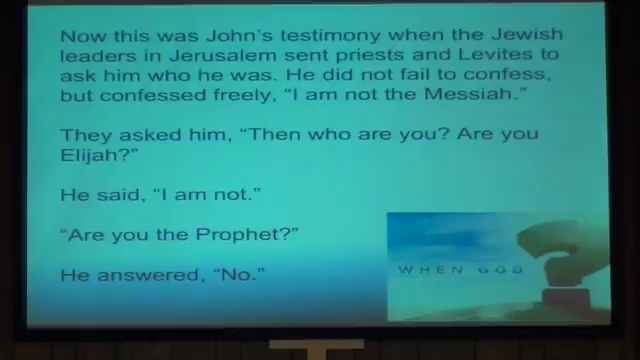 Now this was John's testimony when the Jewish
leaders in Jerusalem sent priests and Levites to
ask him who he was. He did not fail to confess,
but confessed freely, “I am not the Messiah.”
They asked him, “Then who are you? Are you
Elijah?”
He said, “I am not.”
“Are you the Prophet?”
He answered, “No.”
WHEN GOD